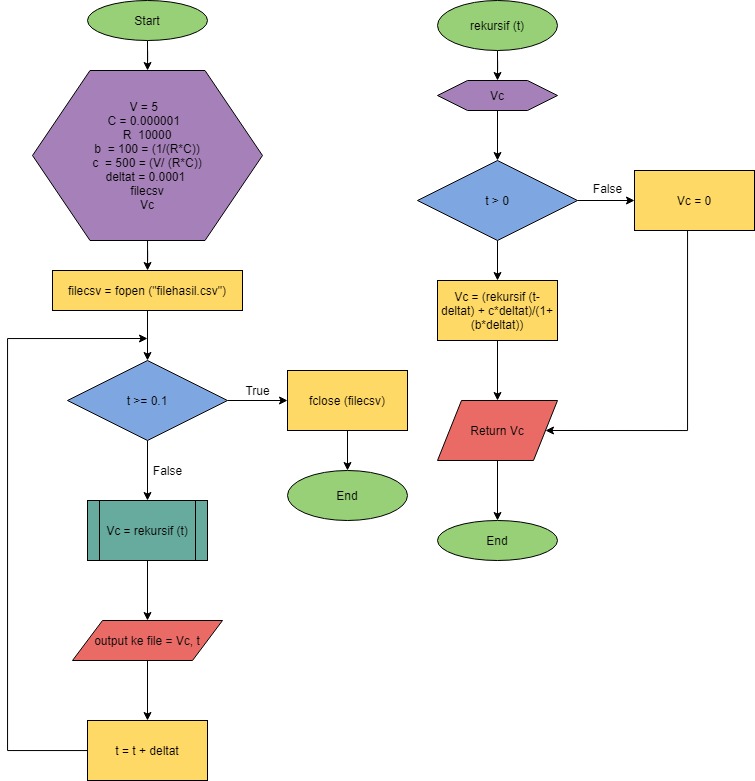 Start
V = 5
C = 0.000001
R  10000
b  = 100 = (1/(R*C))
c  = 500 = (V/ (R*C))
deltat = 0.0001
filecsv
Vc
filecsv = fopen ("filehasil.csv")
t >= 0.1
True
fclose (filecsv)
End
False
Vc = rekursif (t)
output ke file = Vc, t
t = t + deltat
rekursif (t)
Vc
t > 0
False
Vc = 0
Vc = (rekursif (t-
deltat) + c*deltat)/(1+
(b*deltat))
Return Vc
End